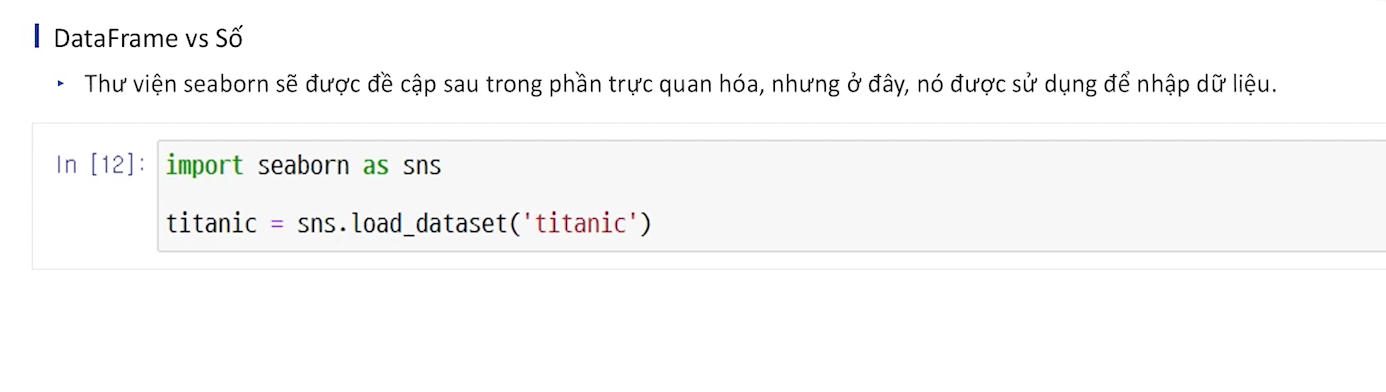 DataFrame vs Số
‣ Thư viện seaborn sẽ được đề cập sau trong phần trực quan hóa, nhưng ở đây, nó được sử dụng để nhập dữ liệu.
In [12]: import seaborn as sns
titanic = sns.load_dataset('titanic')